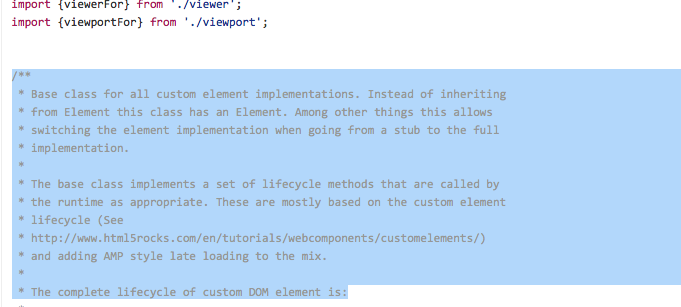 import {viewerFor} from './viewer';
import {viewportFor} from './viewport';
/**
* Base class for all custom element implementations. Instead of inheriting
* from Element this class has an Element. Among other things this allows
* switching the element implementation when going from a stub to the full
* implementation.
*
* The base class implements a set of lifecycle methods that are called by
* the runtime as appropriate. These are mostly based on the custom element
* lifecycle (See
* http://www.html5rocks.com/en/tutorials/webcomponents/customelements/)
* and adding AMP style late loading to the mix.
*
* The complete lifecycle of custom DOM element is:
*